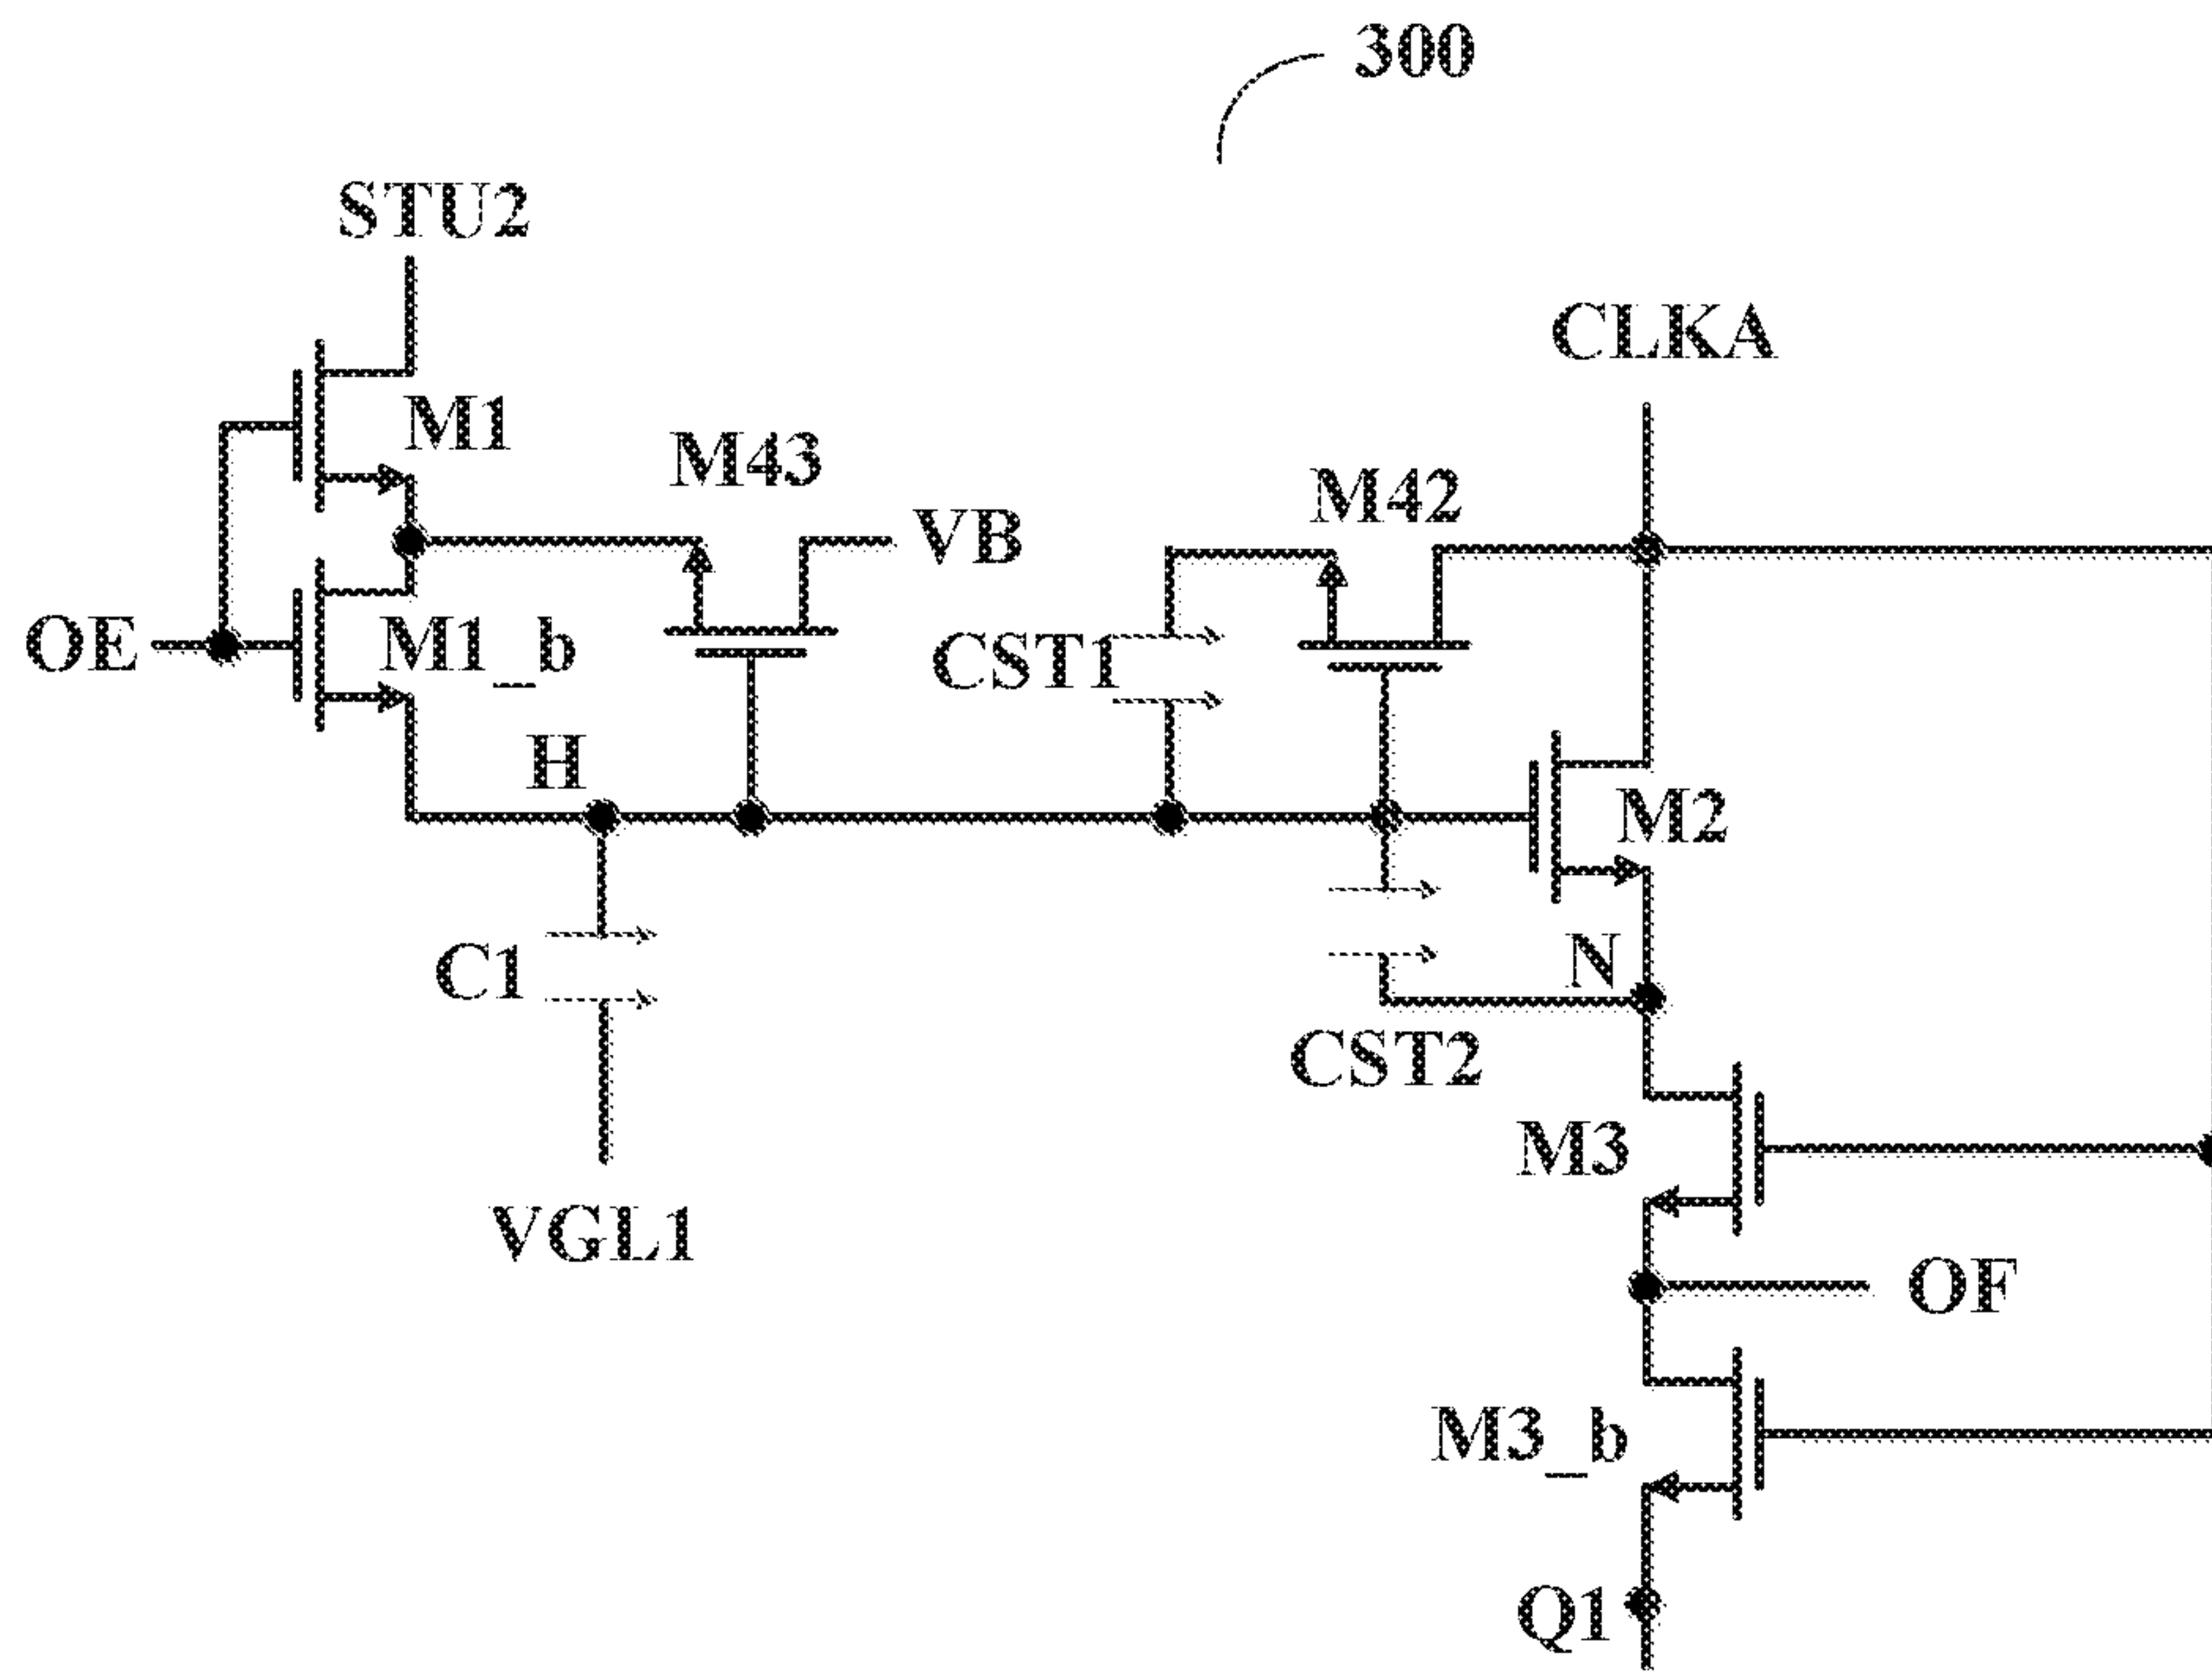 300
STU2
CLKA
M1
M43
M42
VB
OE
M1_b
CST1
H
M2
C1
N
CST2
M3
VGL1
OF
M3_b
Q1